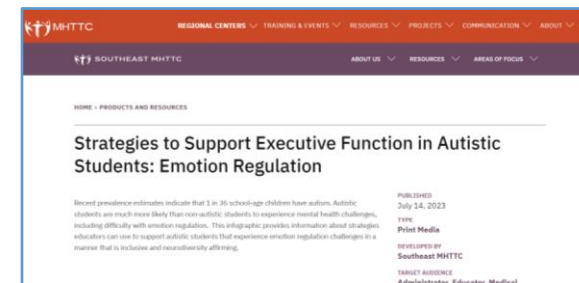 MHTTC
REGIONAL CENTERS TRAINING & EVENTS RESOURCES PROJECTS COMMUNICATION ABOUT
SOUTHEAST MHTTC ABOUT US RESOURCES AREAS OF FOCUS
HOME > PRODUCTS AND RESOURCES
Strategies to Support Executive Function in Autistic
Students: Emotion Regulation
Recent prevalence estimates indicate that 1 in 36 school-age children have autism. Autistic
students are much more likely than non-autistic students to experience mental health challenges,
including difficulty with emotion regulation. This infographic provides information about strategies
educators can use to support autistic students that experience emotion regulation challenges in a
manner that is inclusive and neurodiversity affirming.
PUBLISHED
July 14, 2023
TYPE
Print Media
DEVELOPED BY
Southeast MHTTC
TARGET AUDIENCE
Administrator, Educator, Medical